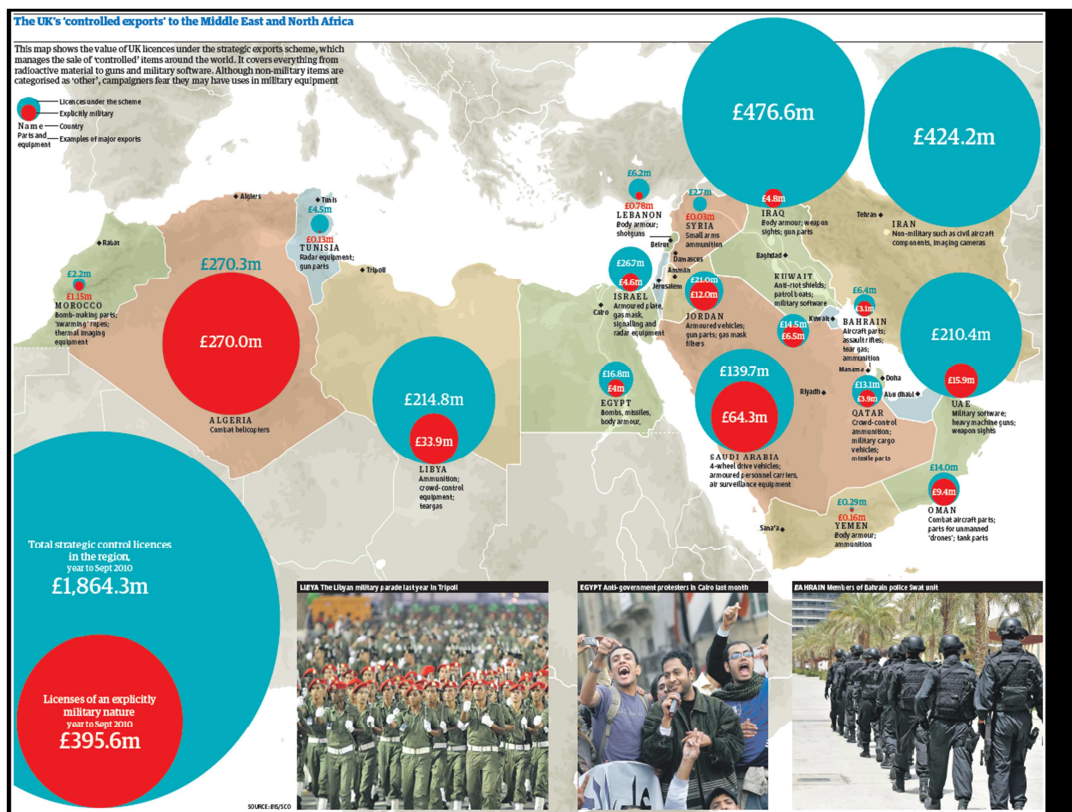 The UK's 'controlled exports' to the Middle East and North Africa
This map shows the value of UK licences under the strategic exports scheme, which
manages the sale of 'controlled' items around the world. It covers everything from
radioactive material to guns and military software. Although non-military items are
categorised as 'other', campaigners fear they may have uses in military equipment
Licences under the scheme
Explicitly military
Name
Country
Parts and
equipment
Examples of major exports
£476.6m
£424.2m
£4.8m
IRAQ
Body armour; weapon
sights; gun parts
Tehran
IRAN
Non-military such as civil aircraft
components, imaging cameras
£6.2m
£0.78m
LEBANON
Body armour;
shotguns
£2.7m
£0.03m
SYRIA
Small arms
ammunition
Beirut
Damascus
Amman
Jerusalem
Baghdad
Algiers
Tunis
£4.5m
£0.13m
TUNISIA
Radar equipment;
gun parts
Rabat
£2.2m
£1.15m
MOROCCO
Bomb-making parts;
'swarming' ropes;
thermal imaging
equipment
£270.3m
£270.0m
ALGERIA
Combat helicopters
Tripoli
£214.8m
£33.9m
LIBYA
Ammunition;
crowd-control
equipment;
teargas
£26.7m
£4.6m
ISRAEL
Armoured plate,
gas mask,
signalling and
radar equipment
Cairo
£21.0m
£12.0m
JORDAN
Armoured vehicles;
gun parts; gas mask
filters
KUWAIT
Anti-riot shields;
patrol boats;
military software
Kuwait
£14.5m
£6.5m
£6.4m
£3.1m
BAHRAIN
Aircraft parts;
assault rifles;
tear gas;
ammunition
Manama
Doha
Abu dhabi
£210.4m
£15.9m
UAE
Military software;
heavy machine guns;
weapon sights
£16.8m
£4m
EGYPT
Bombs, missiles,
body armour,
£139.7m
£64.3m
SAUDI ARABIA
4-wheel drive vehicles;
armoured personnel carriers,
air surveillance equipment
Riyadh
£13.1m
£3.9m
QATAR
Crowd-control
ammunition;
military cargo
vehicles;
missile parts
£14.0m
£9.4m
OMAN
Combat aircraft parts;
parts for unmanned
'drones'; tank parts
Sana'a
£0.29m
£0.16m
YEMEN
Body armour;
ammunition
Total strategic control licences
in the region,
year to Sept 2010
£1,864.3m
Licenses of an explicitly
military nature
year to Sept 2010
£395.6m
SOURCE: BIS/SCO
LIBYA The Libyan military parade last year in Tripoli
EGYPT Anti-government protesters in Cairo last month
BAHRAIN Members of Bahrain police Swat unit